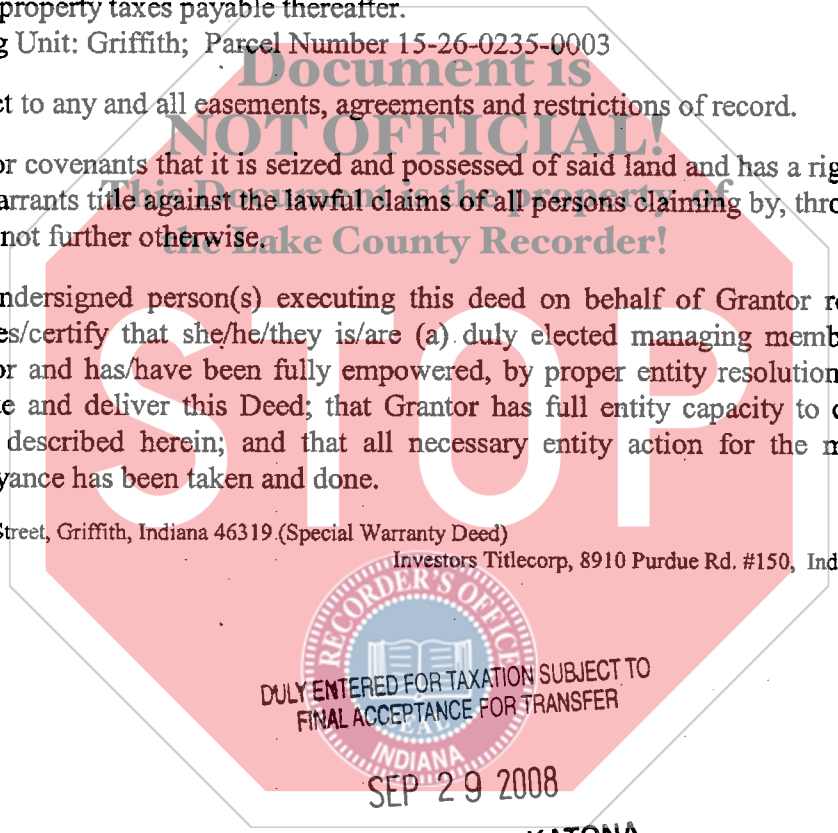 property taxes payable thereafter.
g Unit: Griffith; Parcel Number 15-26-0235-0003
Document is
ct to any and all easements, agreements and restrictions of record.
NOT OFFICIAL!
or covenants that it is seized and possessed of said land and has a rig
This Document is the property of
arrants title against the lawful claims of all persons claiming by, thro
the Lake County Recorder!
not further otherwise.
ndersigned person(s) executing this deed on behalf of Grantor re
es/certify that she/he/they is/are (a) duly elected managing memb
or and has/have been fully empowered, by proper entity resolution
te and deliver this Deed; that Grantor has full entity capacity to c
described herein; and that all necessary entity action for the m
yance has been taken and done.
STOP
Street, Griffith, Indiana 46319 (Special Warranty Deed)
Investors Titlecorp, 8910 Purdue Rd. #150, Ind
RECORDER'S OFFICE
DULY ENTERED FOR TAXATION SUBJECT TO
FINAL ACCEPTANCE FOR TRANSFER
SEAL
INDIANA
SEP 29 2008
KATONA